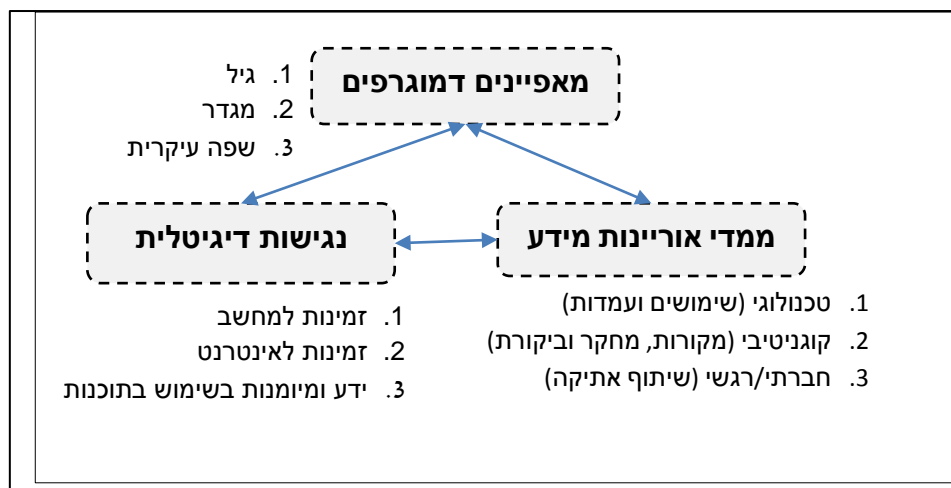 מאפיינים דמוגרפים
1. גיל
2. מגדר
3. שפה עיקרית
ממדי אוריינות מידע
1. טכנולוגי (שימושים ועמדות)
2. קוגניטיבי (מקורות, מחקר וביקורת)
3. חברתי/רגשי (שיתוף אתיקה)
נגישות דיגיטלית
1. זמינות למחשב
2. זמינות לאינטרנט
3. ידע ומיומנות בשימוש בתוכנות